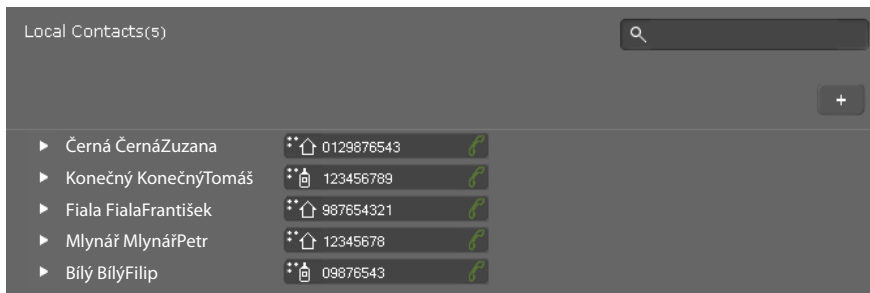 Local Contacts(5)
+
Černá ČernáZuzana 0129876543
Konečný KonečnýTomáš 123456789
Fiala FialaFrantišek 987654321
Mlynář MlynářPetr 12345678
Bílý BílýFilip 09876543